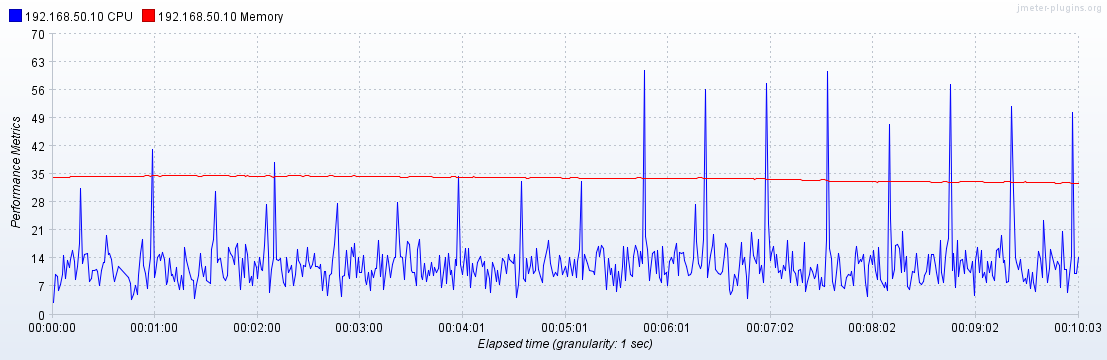 192.168.50.10 CPU 192.168.50.10 Memory
jmeter-plugins.org
70
63
56
49
42
35
28
21
14
7
0
Performance Metrics
00:00:00 00:01:00 00:02:00 00:03:00 00:04:01 00:05:01 00:06:01 00:07:02 00:08:02 00:09:02 00:10:03
Elapsed time (granularity: 1 sec)